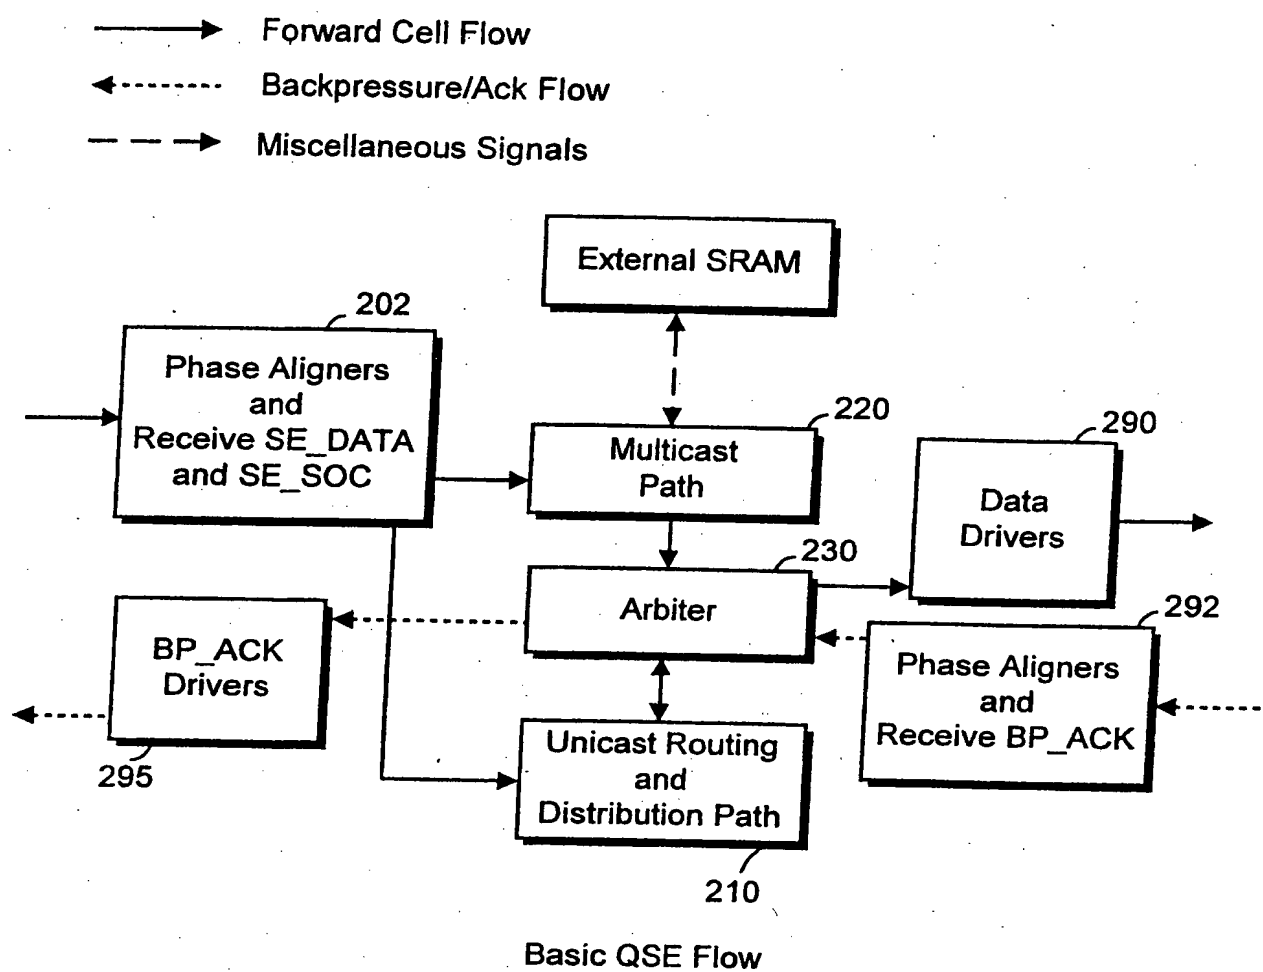 Forward Cell Flow
Backpressure/Ack Flow
Miscellaneous Signals
External SRAM
202
Phase Aligners
and
Receive SE_DATA
and SE_SOC
220
Multicast
Path
290
Data
Drivers
230
Arbiter
BP_ACK
Drivers
295
292
Phase Aligners
and
Receive BP_ACK
Unicast Routing
and
Distribution Path
210
Basic QSE Flow